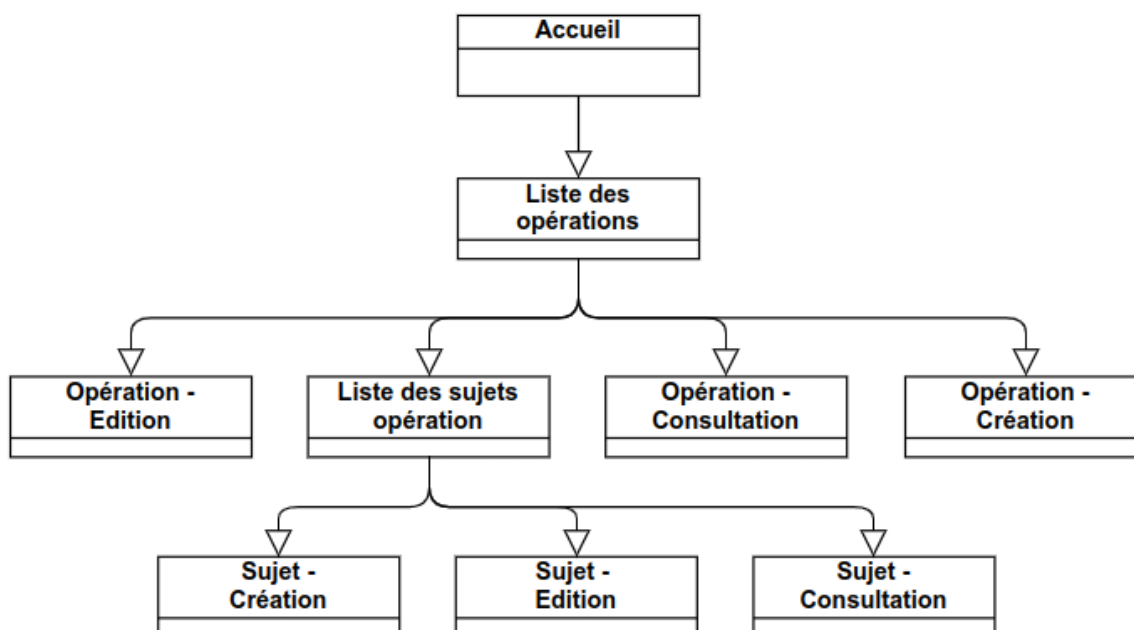 Accueil
Liste des
opérations
Opération -
Edition
Liste des sujets
opération
Opération -
Consultation
Opération -
Création
Sujet -
Création
Sujet -
Edition
Sujet -
Consultation